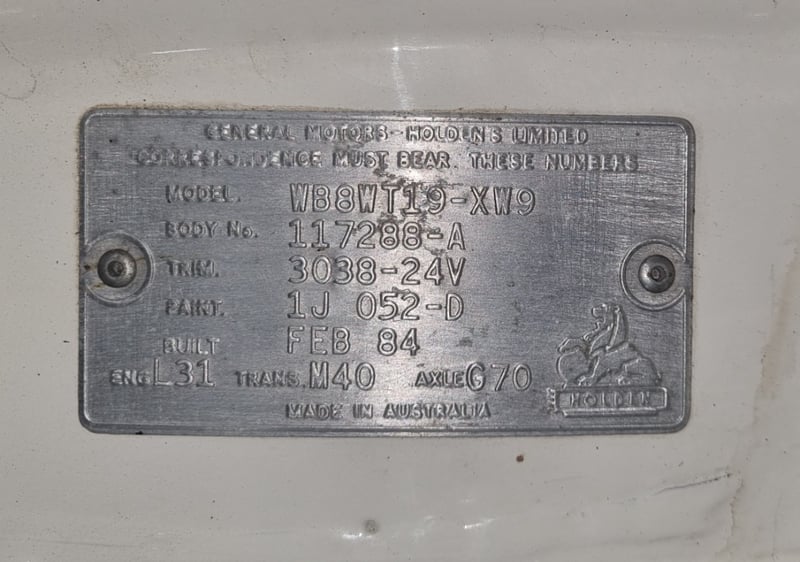 GENERAL MOTORS - HOLDEN'S LIMITED
CORRESPONDENCE MUST BEAR THESE NUMBERS
MODEL. WB8WT19-XW9
BODY No. 117288-A
TRIM. 3038-24V
PAINT. 1J 052-D
BUILT FEB 84
ENG L31 TRANS. M40 AXLE G70
HOLDEN
MADE IN AUSTRALIA